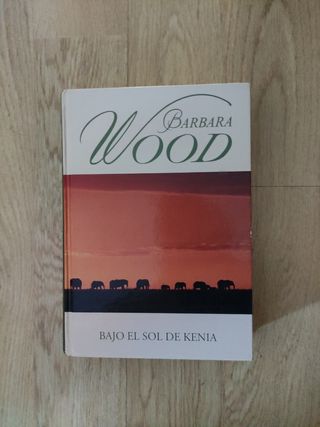 BARBARA
WOOD
BAJO EL SOL DE KENIA